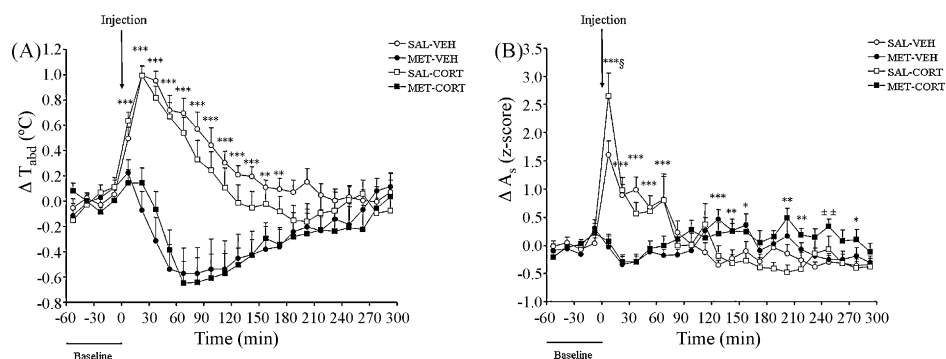 Injection
(A)
SAL-VEH
MET-VEH
SAL-CORT
MET-CORT
1.2
1.0
0.8
0.6
0.4
0.2
0.0
-0.2
-0.4
-0.6
-0.8
Δ Tabd (°C)
***
***
***
***
***
***
***
***
***
***
**
**
-60 -30 0 30 60 90 120 150 180 210 240 270 300
Time (min)
Baseline
Injection
(B)
SAL-VEH
MET-VEH
SAL-CORT
MET-CORT
3.5
3.0
2.5
2.0
1.5
1.0
0.5
0.0
-0.5
-1.0
Δ As (z-score)
***§
***
***
***
***
***
**
*
**
**
±±
*
-60 -30 0 30 60 90 120 150 180 210 240 270 300
Time (min)
Baseline